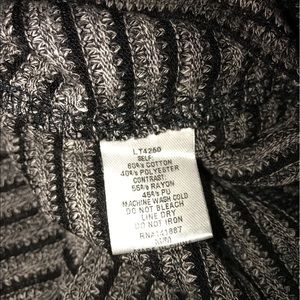 LT4260
SELF:
60% COTTON
40% POLYESTER
CONTRAST:
55% RAYON
45% PU
MACHINE WASH COLD
DO NOT BLEACH
LINE DRY
DO NOT IRON